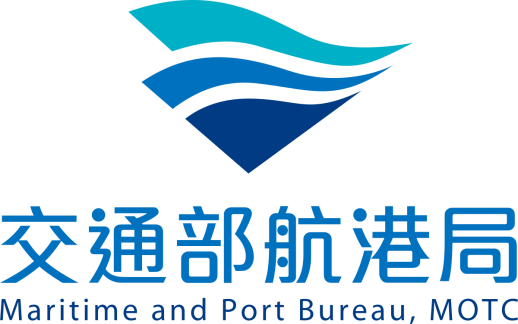 交通部航港局
Maritime and Port Bureau, MOTC